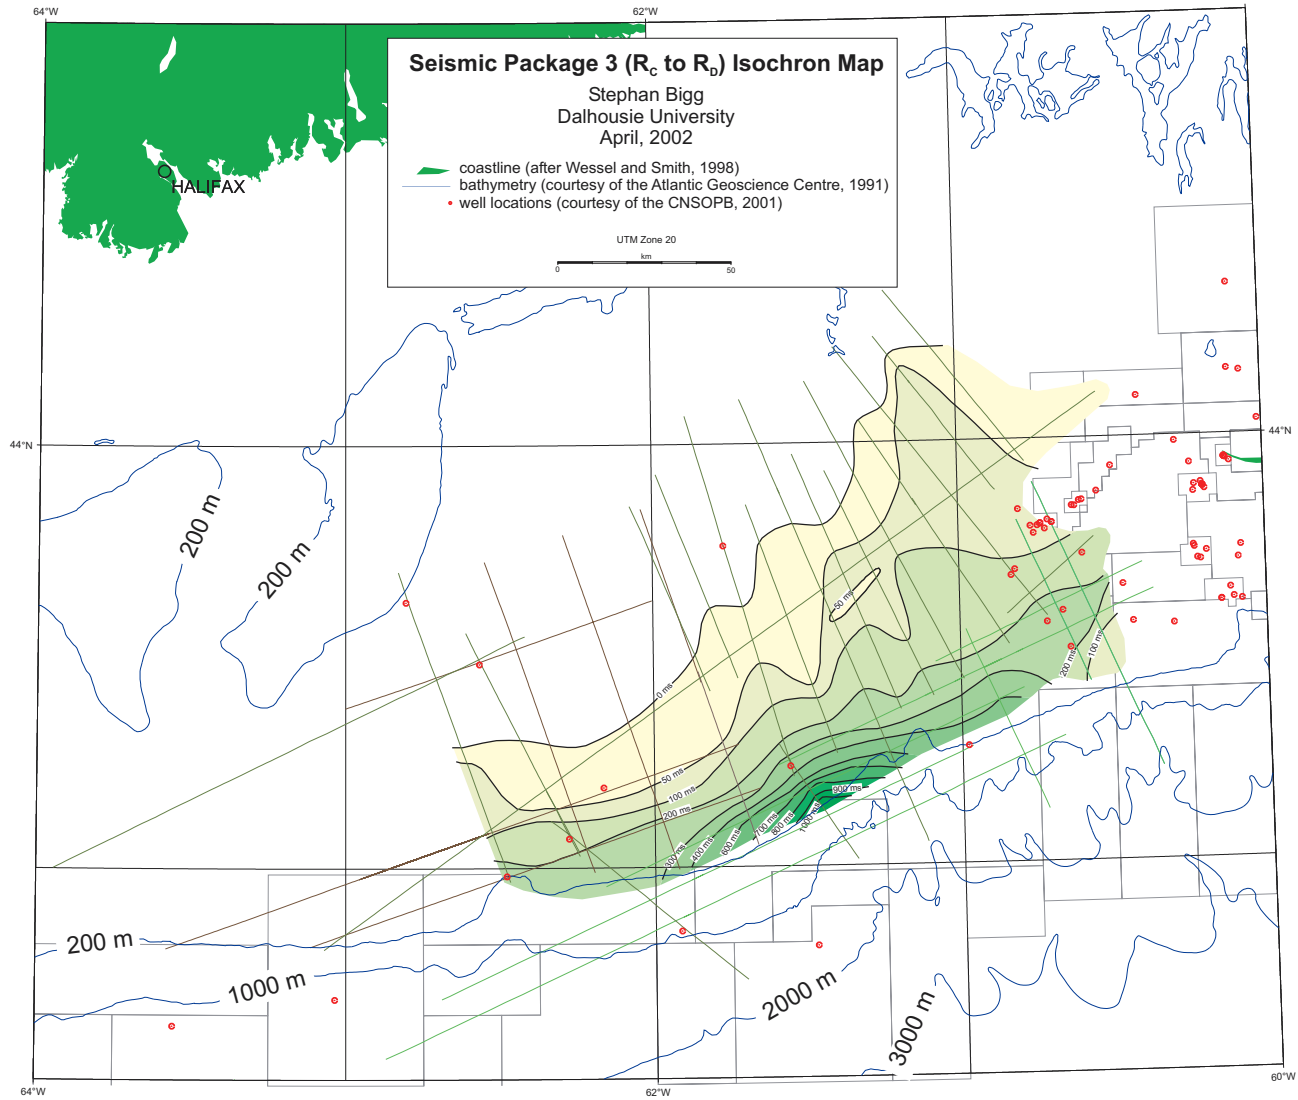 64°W
62°W
Seismic Package 3 (RC to RD) Isochron Map
Stephan Bigg
Dalhousie University
April, 2002
coastline (after Wessel and Smith, 1998)
bathymetry (courtesy of the Atlantic Geoscience Centre, 1991)
well locations (courtesy of the CNSOPB, 2001)
UTM Zone 20
km
0
50
HALIFAX
44°N
44°N
200 m
200 m
50 ms
0 ms
200 ms
100 ms
50 ms
100 ms
200 ms
300 ms
400 ms
600 ms
700 ms
800 ms
1000 ms
900 ms
200 m
1000 m
2000 m
3000 m
64°W
62°W
60°W